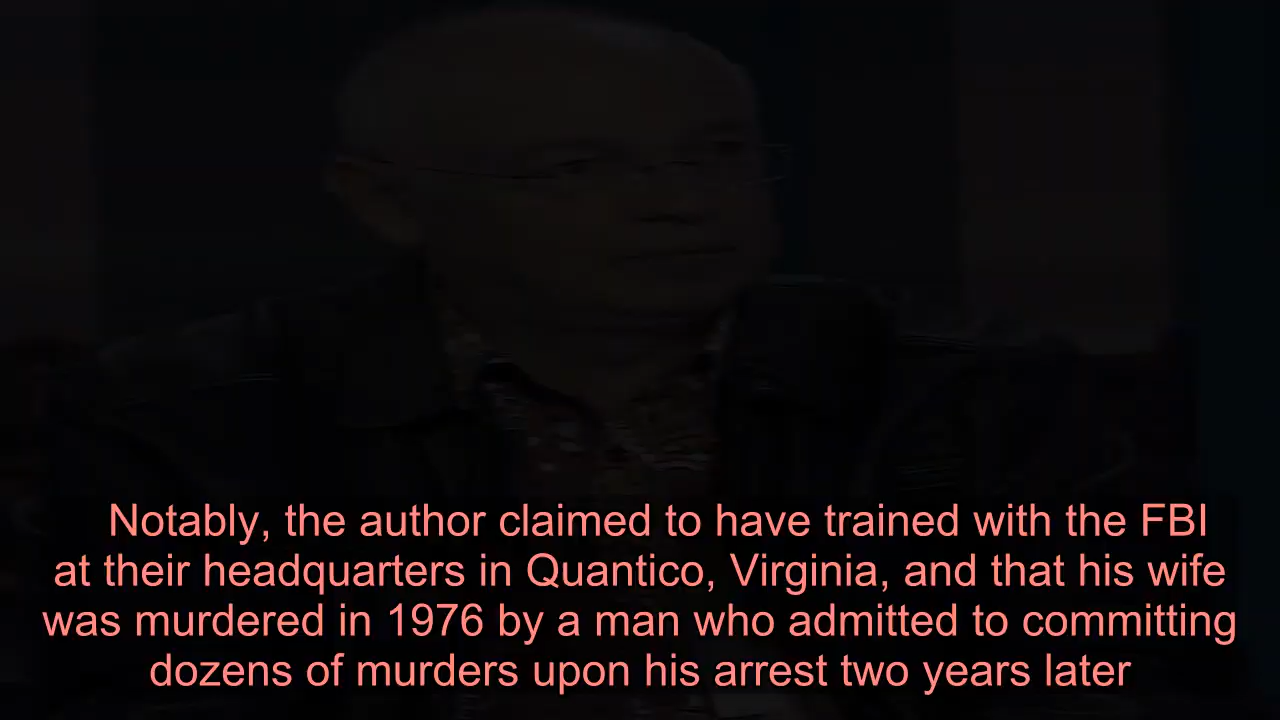 Notably, the author claimed to have trained with the FBI
at their headquarters in Quantico, Virginia, and that his wife
was murdered in 1976 by a man who admitted to committing
dozens of murders upon his arrest two years later